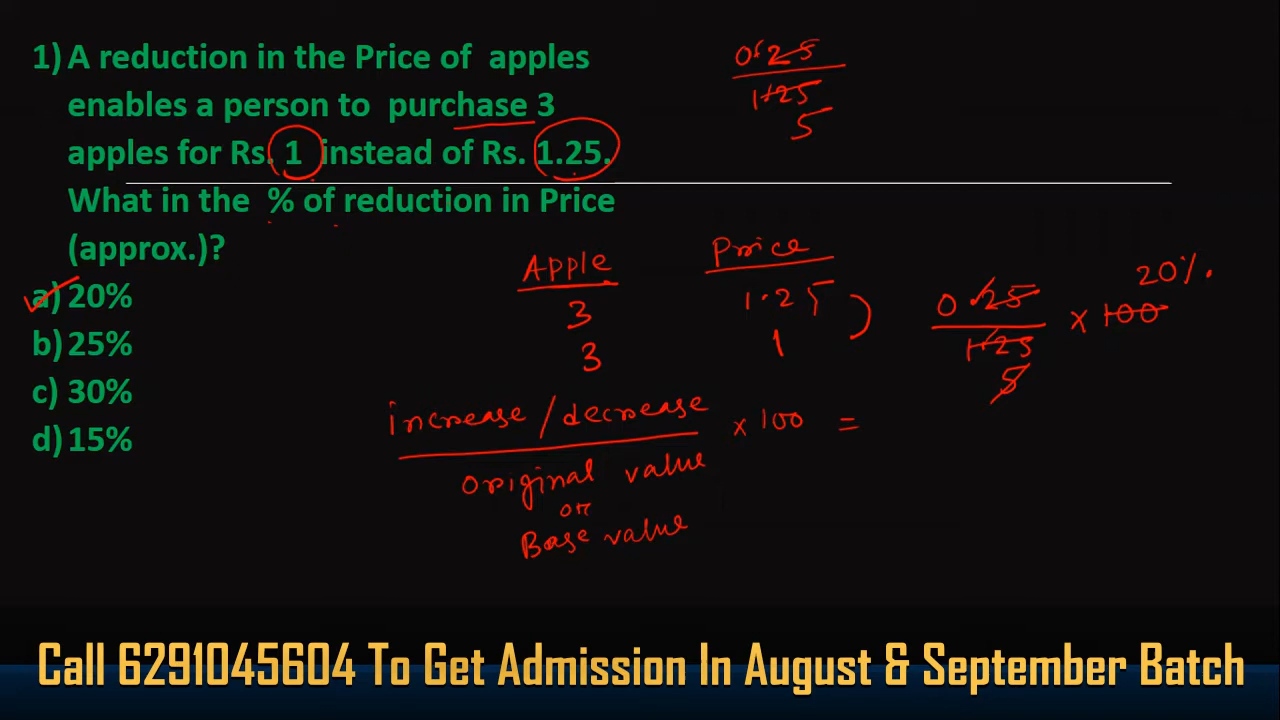 1) A reduction in the Price of apples
enables a person to purchase 3
apples for Rs. 1 instead of Rs. 1.25.
What in the % of reduction in Price
(approx.)?
a) 20%
b) 25%
c) 30%
d) 15%
0.25
1.25
5
Apple Price
3 1.25
3 1
0.25
1.25
5
x 100
20%.
increase / decrease
original value
or
Base value
x 100 =
Call 6291045604 To Get Admission In August & September Batch